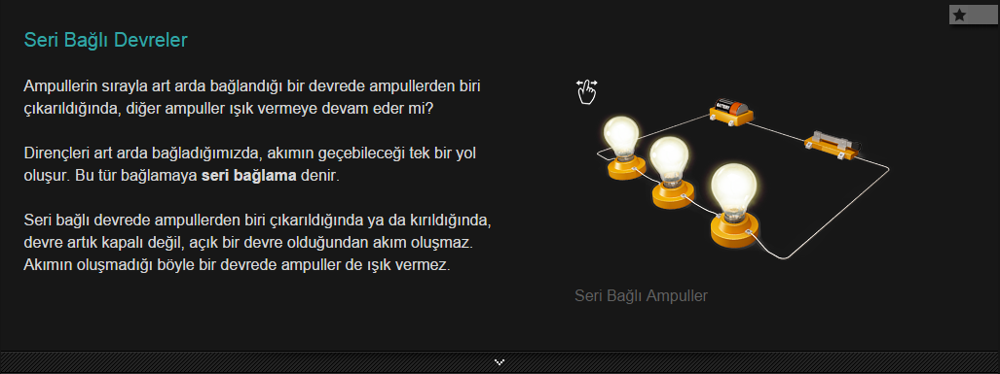 Seri Bağlı Devreler
Ampullerin sırayla art arda bağlandığı bir devrede ampullerden biri
çıkarıldığında, diğer ampuller ışık vermeye devam eder mi?
Dirençleri art arda bağladığımızda, akımın geçebileceği tek bir yol
oluşur. Bu tür bağlamaya seri bağlama denir.
Seri bağlı devrede ampullerden biri çıkarıldığında ya da kırıldığında,
devre artık kapalı değil, açık bir devre olduğundan akım oluşmaz.
Akımın oluşmadığı böyle bir devrede ampuller de ışık vermez.
BATTERY
Seri Bağlı Ampuller